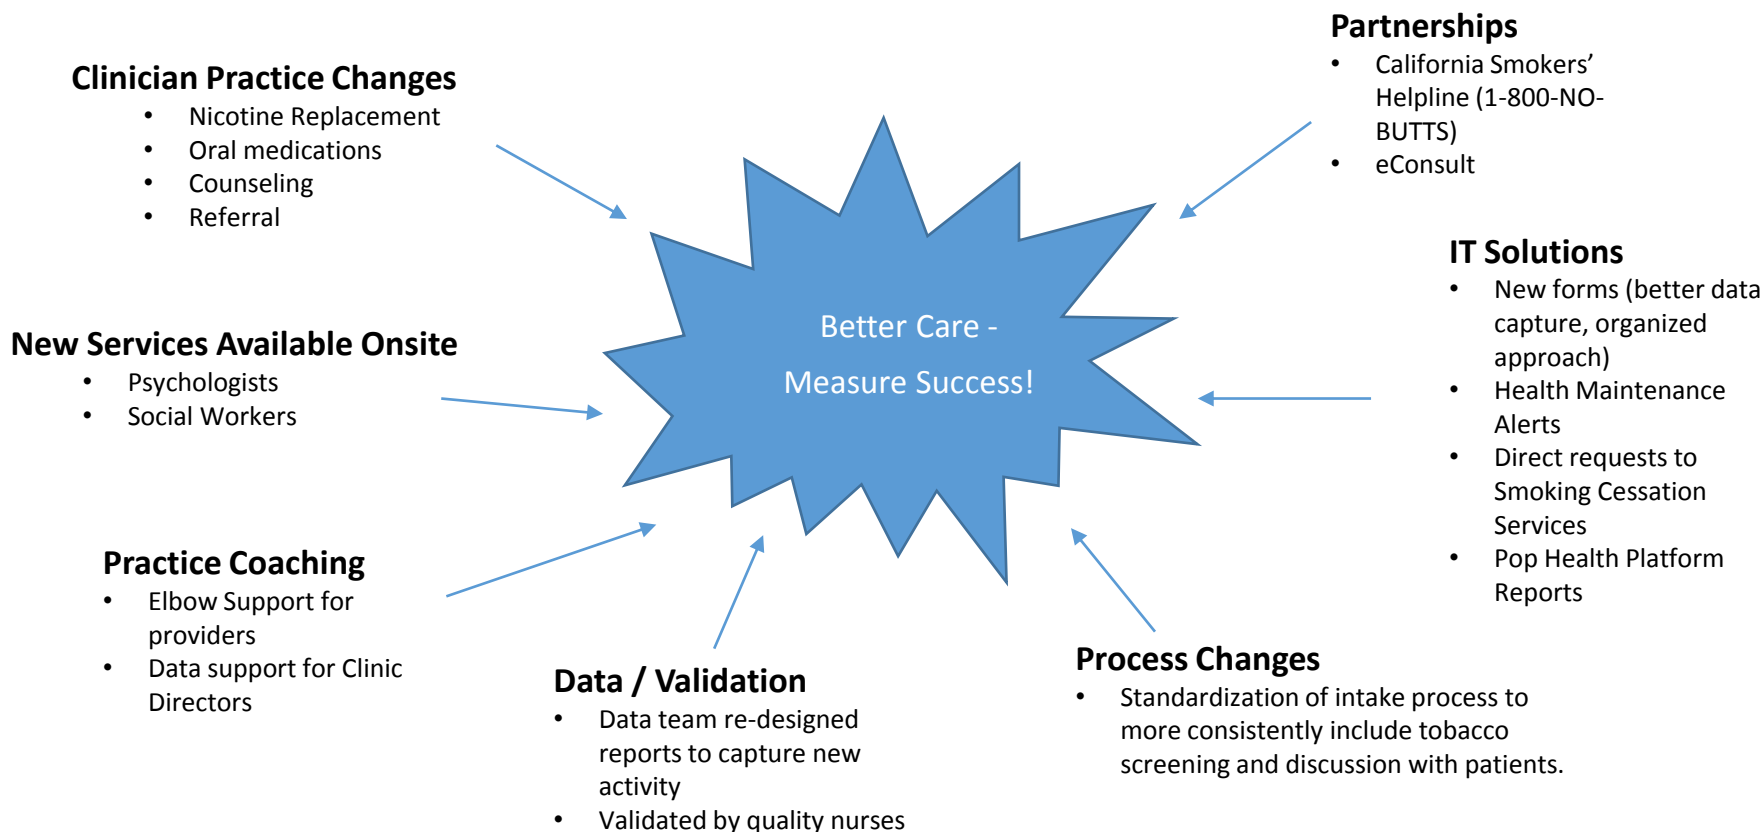 Clinician Practice Changes
• Nicotine Replacement
• Oral medications
• Counseling
• Referral
Partnerships
• California Smokers’
Helpline (1-800-NO-
BUTTS)
• eConsult
New Services Available Onsite
• Psychologists
• Social Workers
Better Care -
Measure Success!
IT Solutions
• New forms (better data
capture, organized
approach)
• Health Maintenance
Alerts
• Direct requests to
Smoking Cessation
Services
• Pop Health Platform
Reports
Practice Coaching
• Elbow Support for
providers
• Data support for Clinic
Directors
Data / Validation
• Data team re-designed
reports to capture new
activity
• Validated by quality nurses
Process Changes
• Standardization of intake process to
more consistently include tobacco
screening and discussion with patients.